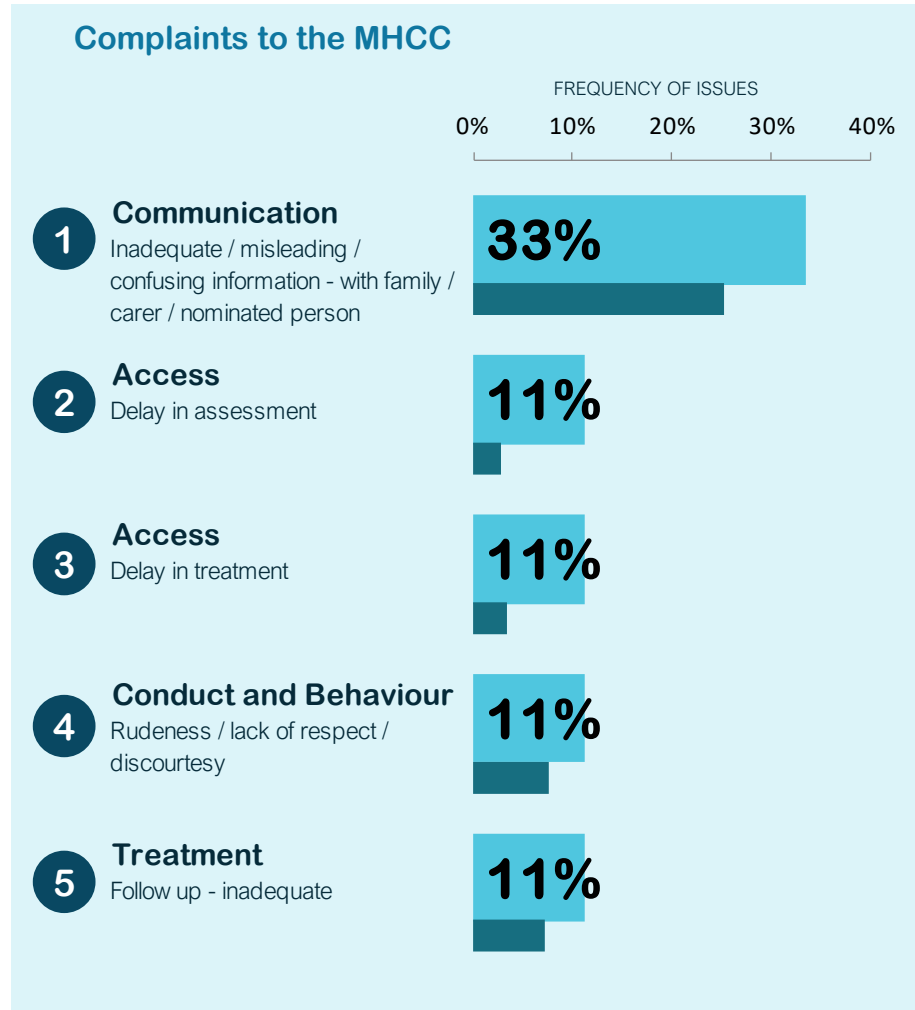 Complaints to the MHCC
FREQUENCY OF ISSUES
0% 10% 20% 30% 40%
1
Communication
Inadequate / misleading /
confusing information - with family /
carer / nominated person
33%
2
Access
Delay in assessment
11%
3
Access
Delay in treatment
11%
4
Conduct and Behaviour
Rudeness / lack of respect /
discourtesy
11%
5
Treatment
Follow up - inadequate
11%